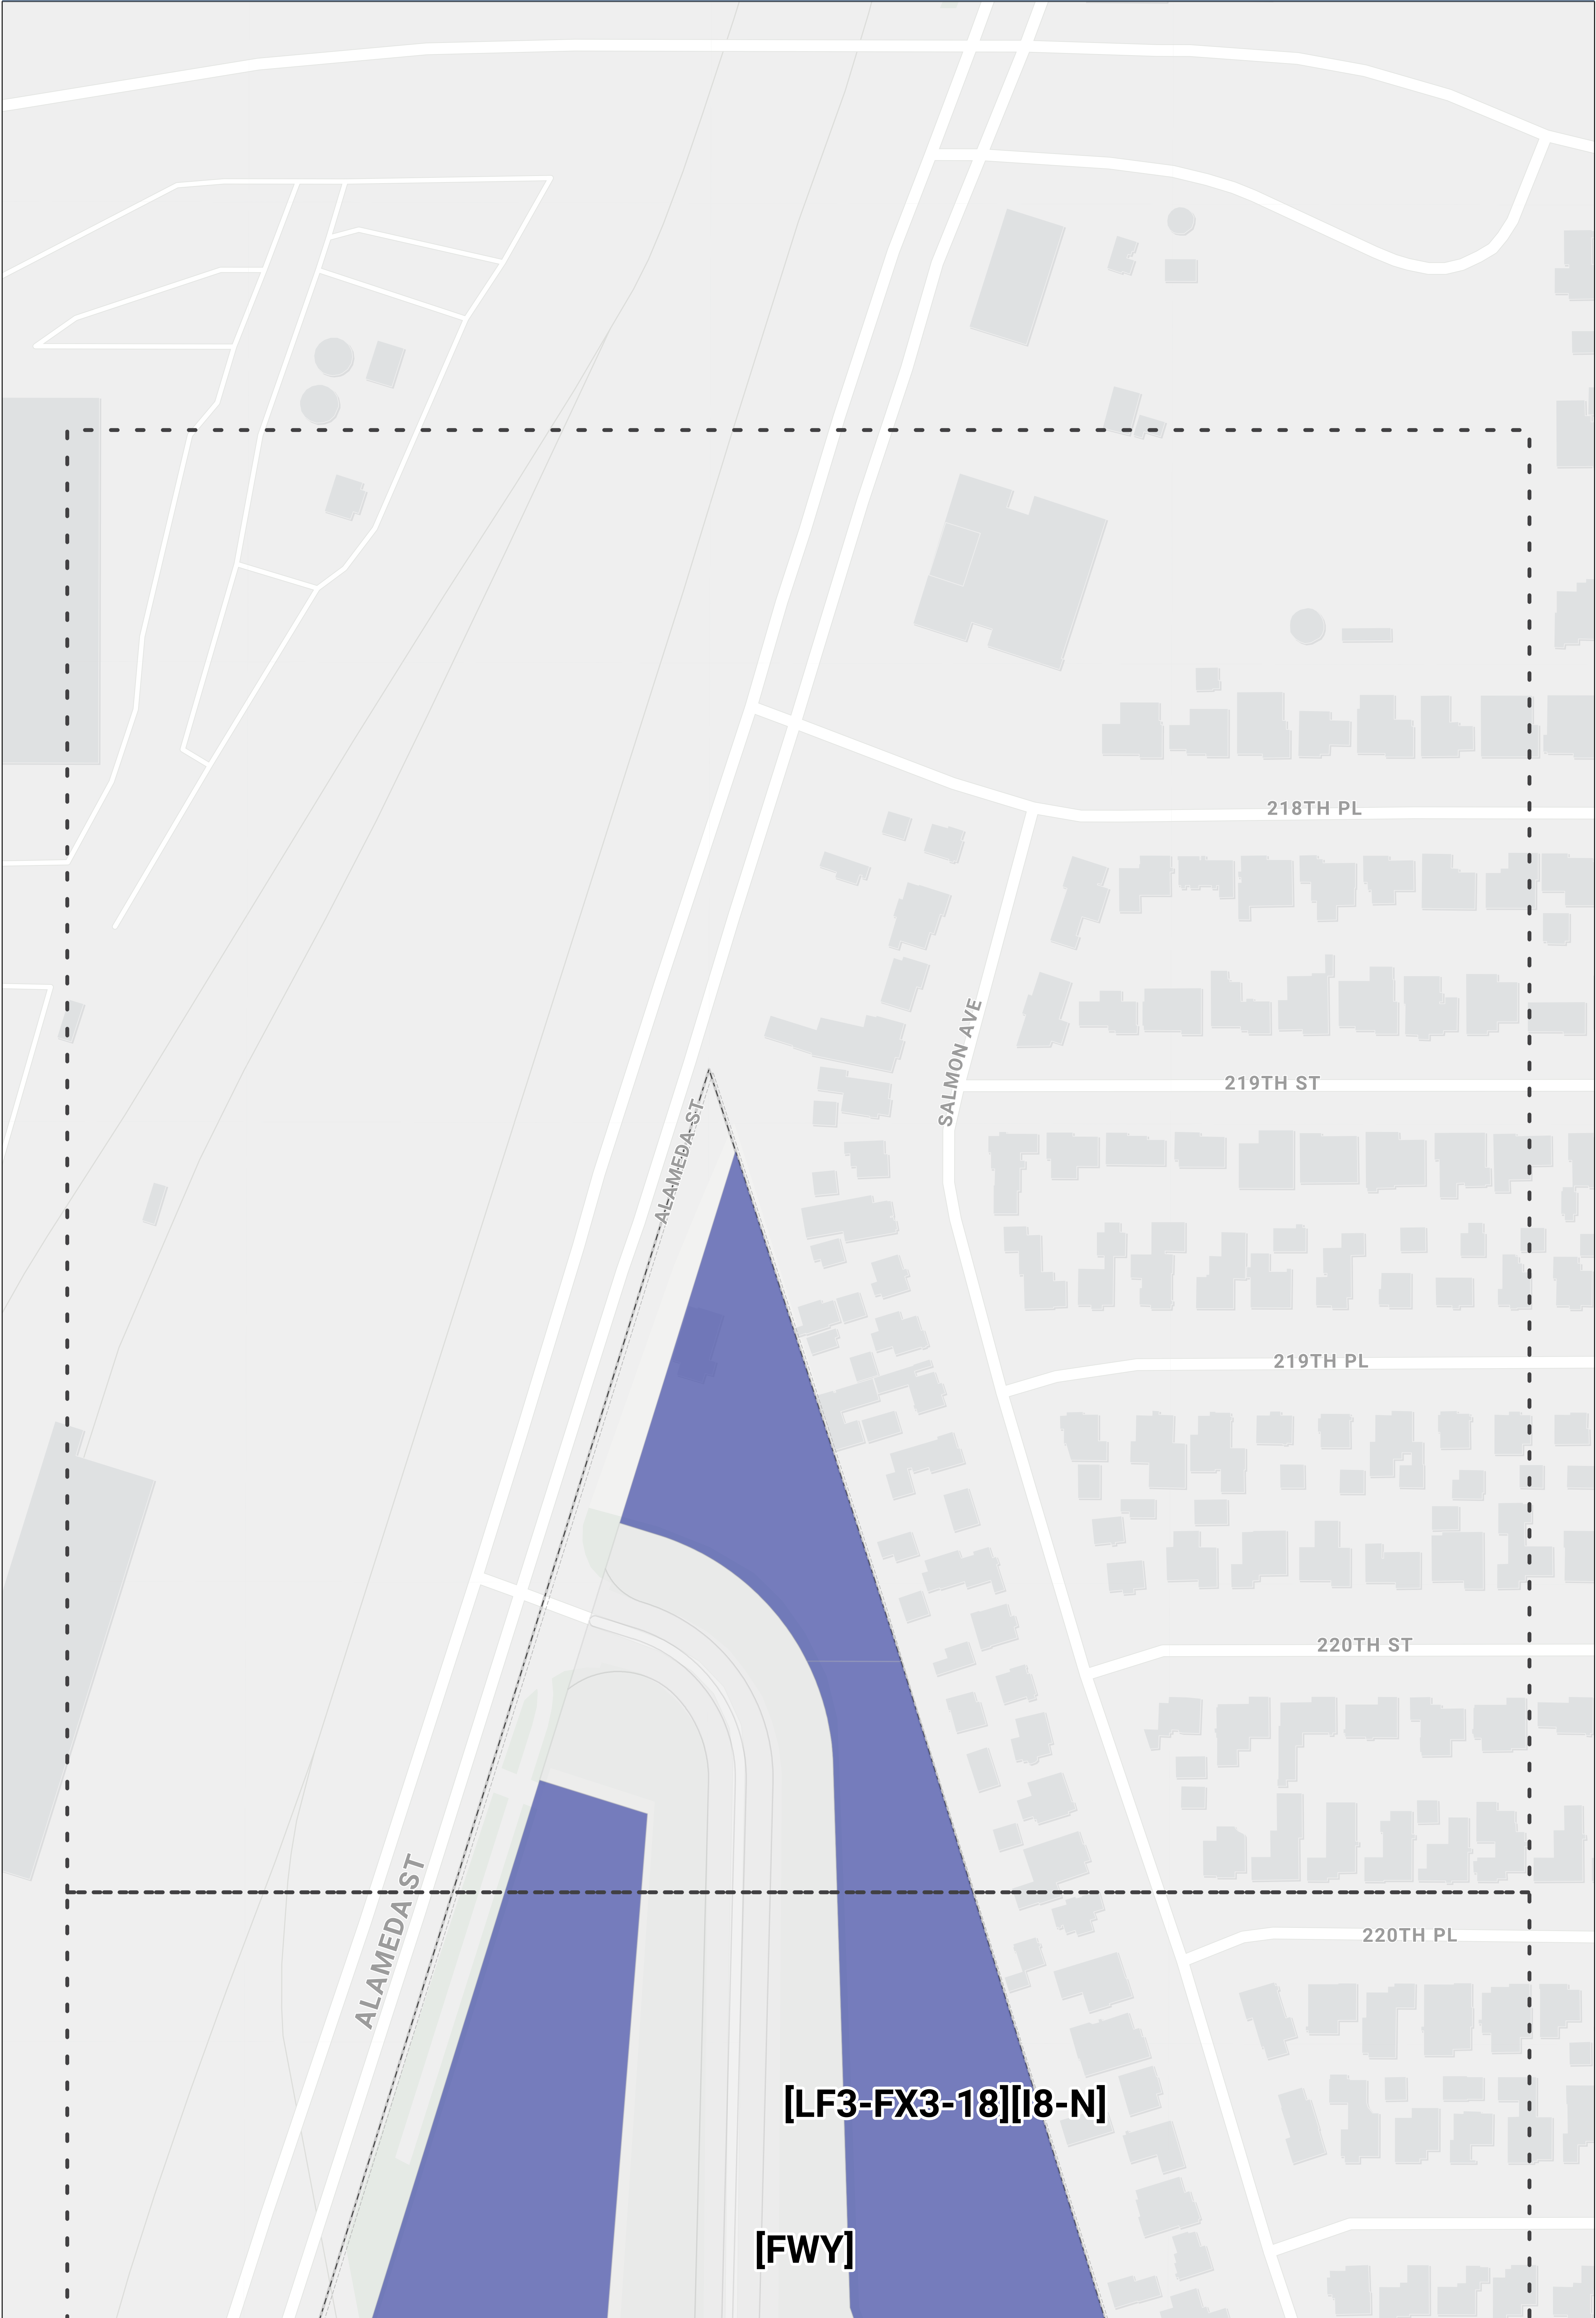 218TH PL
SALMON AVE
219TH ST
ALAMEDA ST
219TH PL
220TH ST
ALAMEDA ST
220TH PL
[LF3-FX3-18][I8-N]
[FWY]